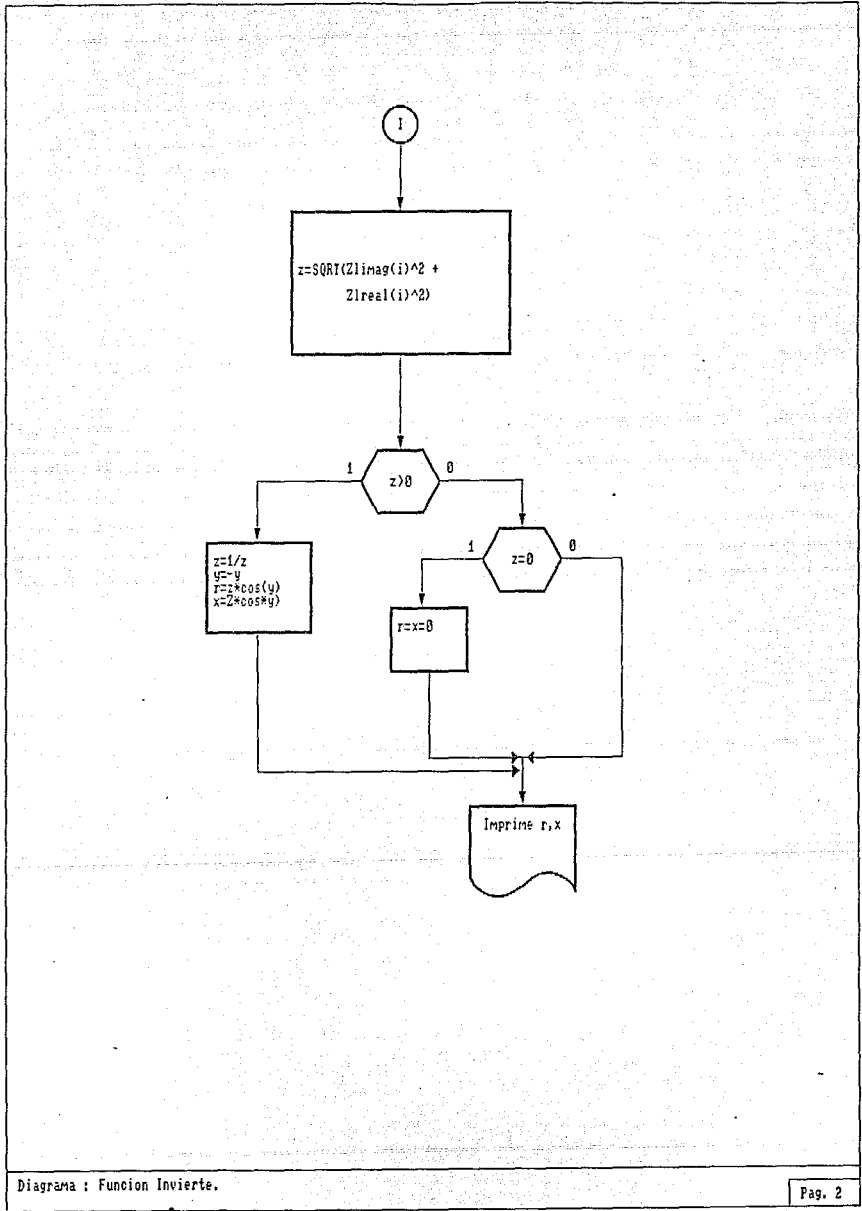 I
z=SQRT(Zlimag(i)^2 +
Zlreal(i)^2)
1
z>0
0
z=1/z
y=-y
r=z*cos(y)
x=Z*cos*y)
1
z=0
0
r=x=0
Imprime r,x
Diagrama : Funcion Invierte.
Pag. 2